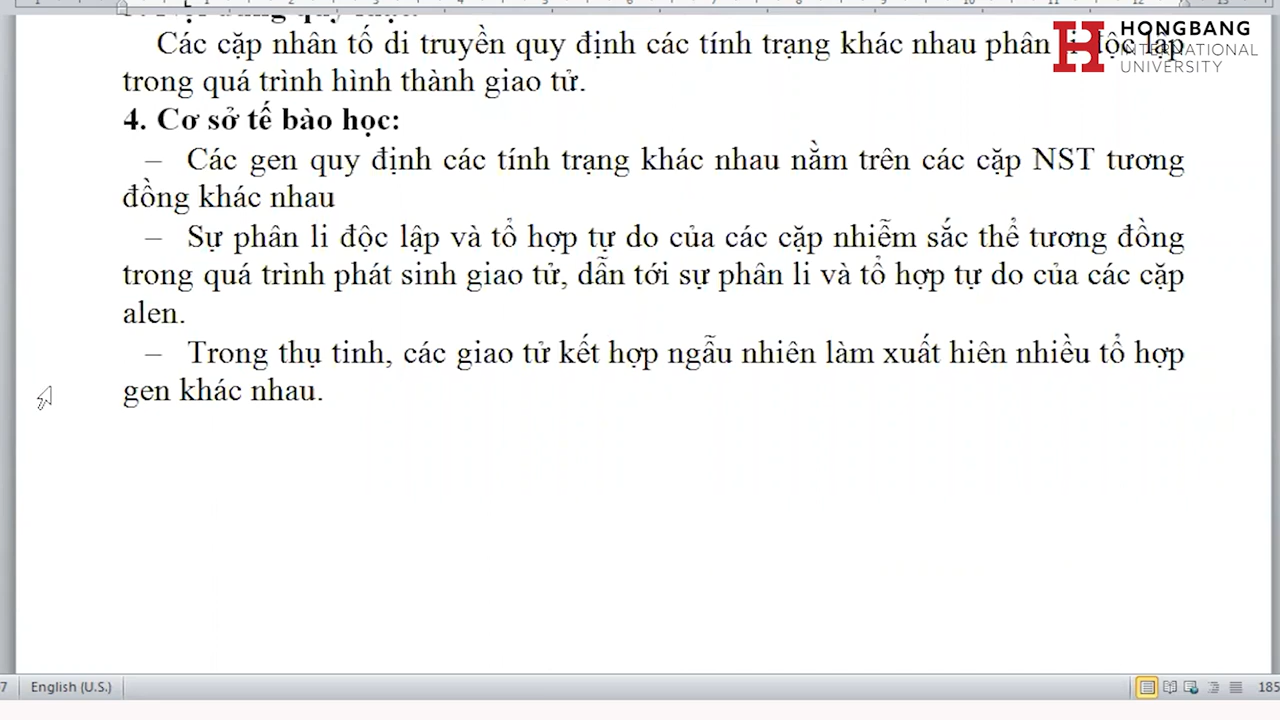 HONGBANG
INTERNATIONAL
UNIVERSITY
Các cặp nhân tố di truyền quy định các tính trạng khác nhau phân độc lập
trong quá trình hình thành giao tử.
4. Cơ sở tế bào học:
– Các gen quy định các tính trạng khác nhau nằm trên các cặp NST tương
đồng khác nhau
– Sự phân li độc lập và tổ hợp tự do của các cặp nhiễm sắc thể tương đồng
trong quá trình phát sinh giao tử, dẫn tới sự phân li và tổ hợp tự do của các cặp
alen.
– Trong thụ tinh, các giao tử kết hợp ngẫu nhiên làm xuất hiên nhiều tổ hợp
gen khác nhau.
7 English (U.S.) 185